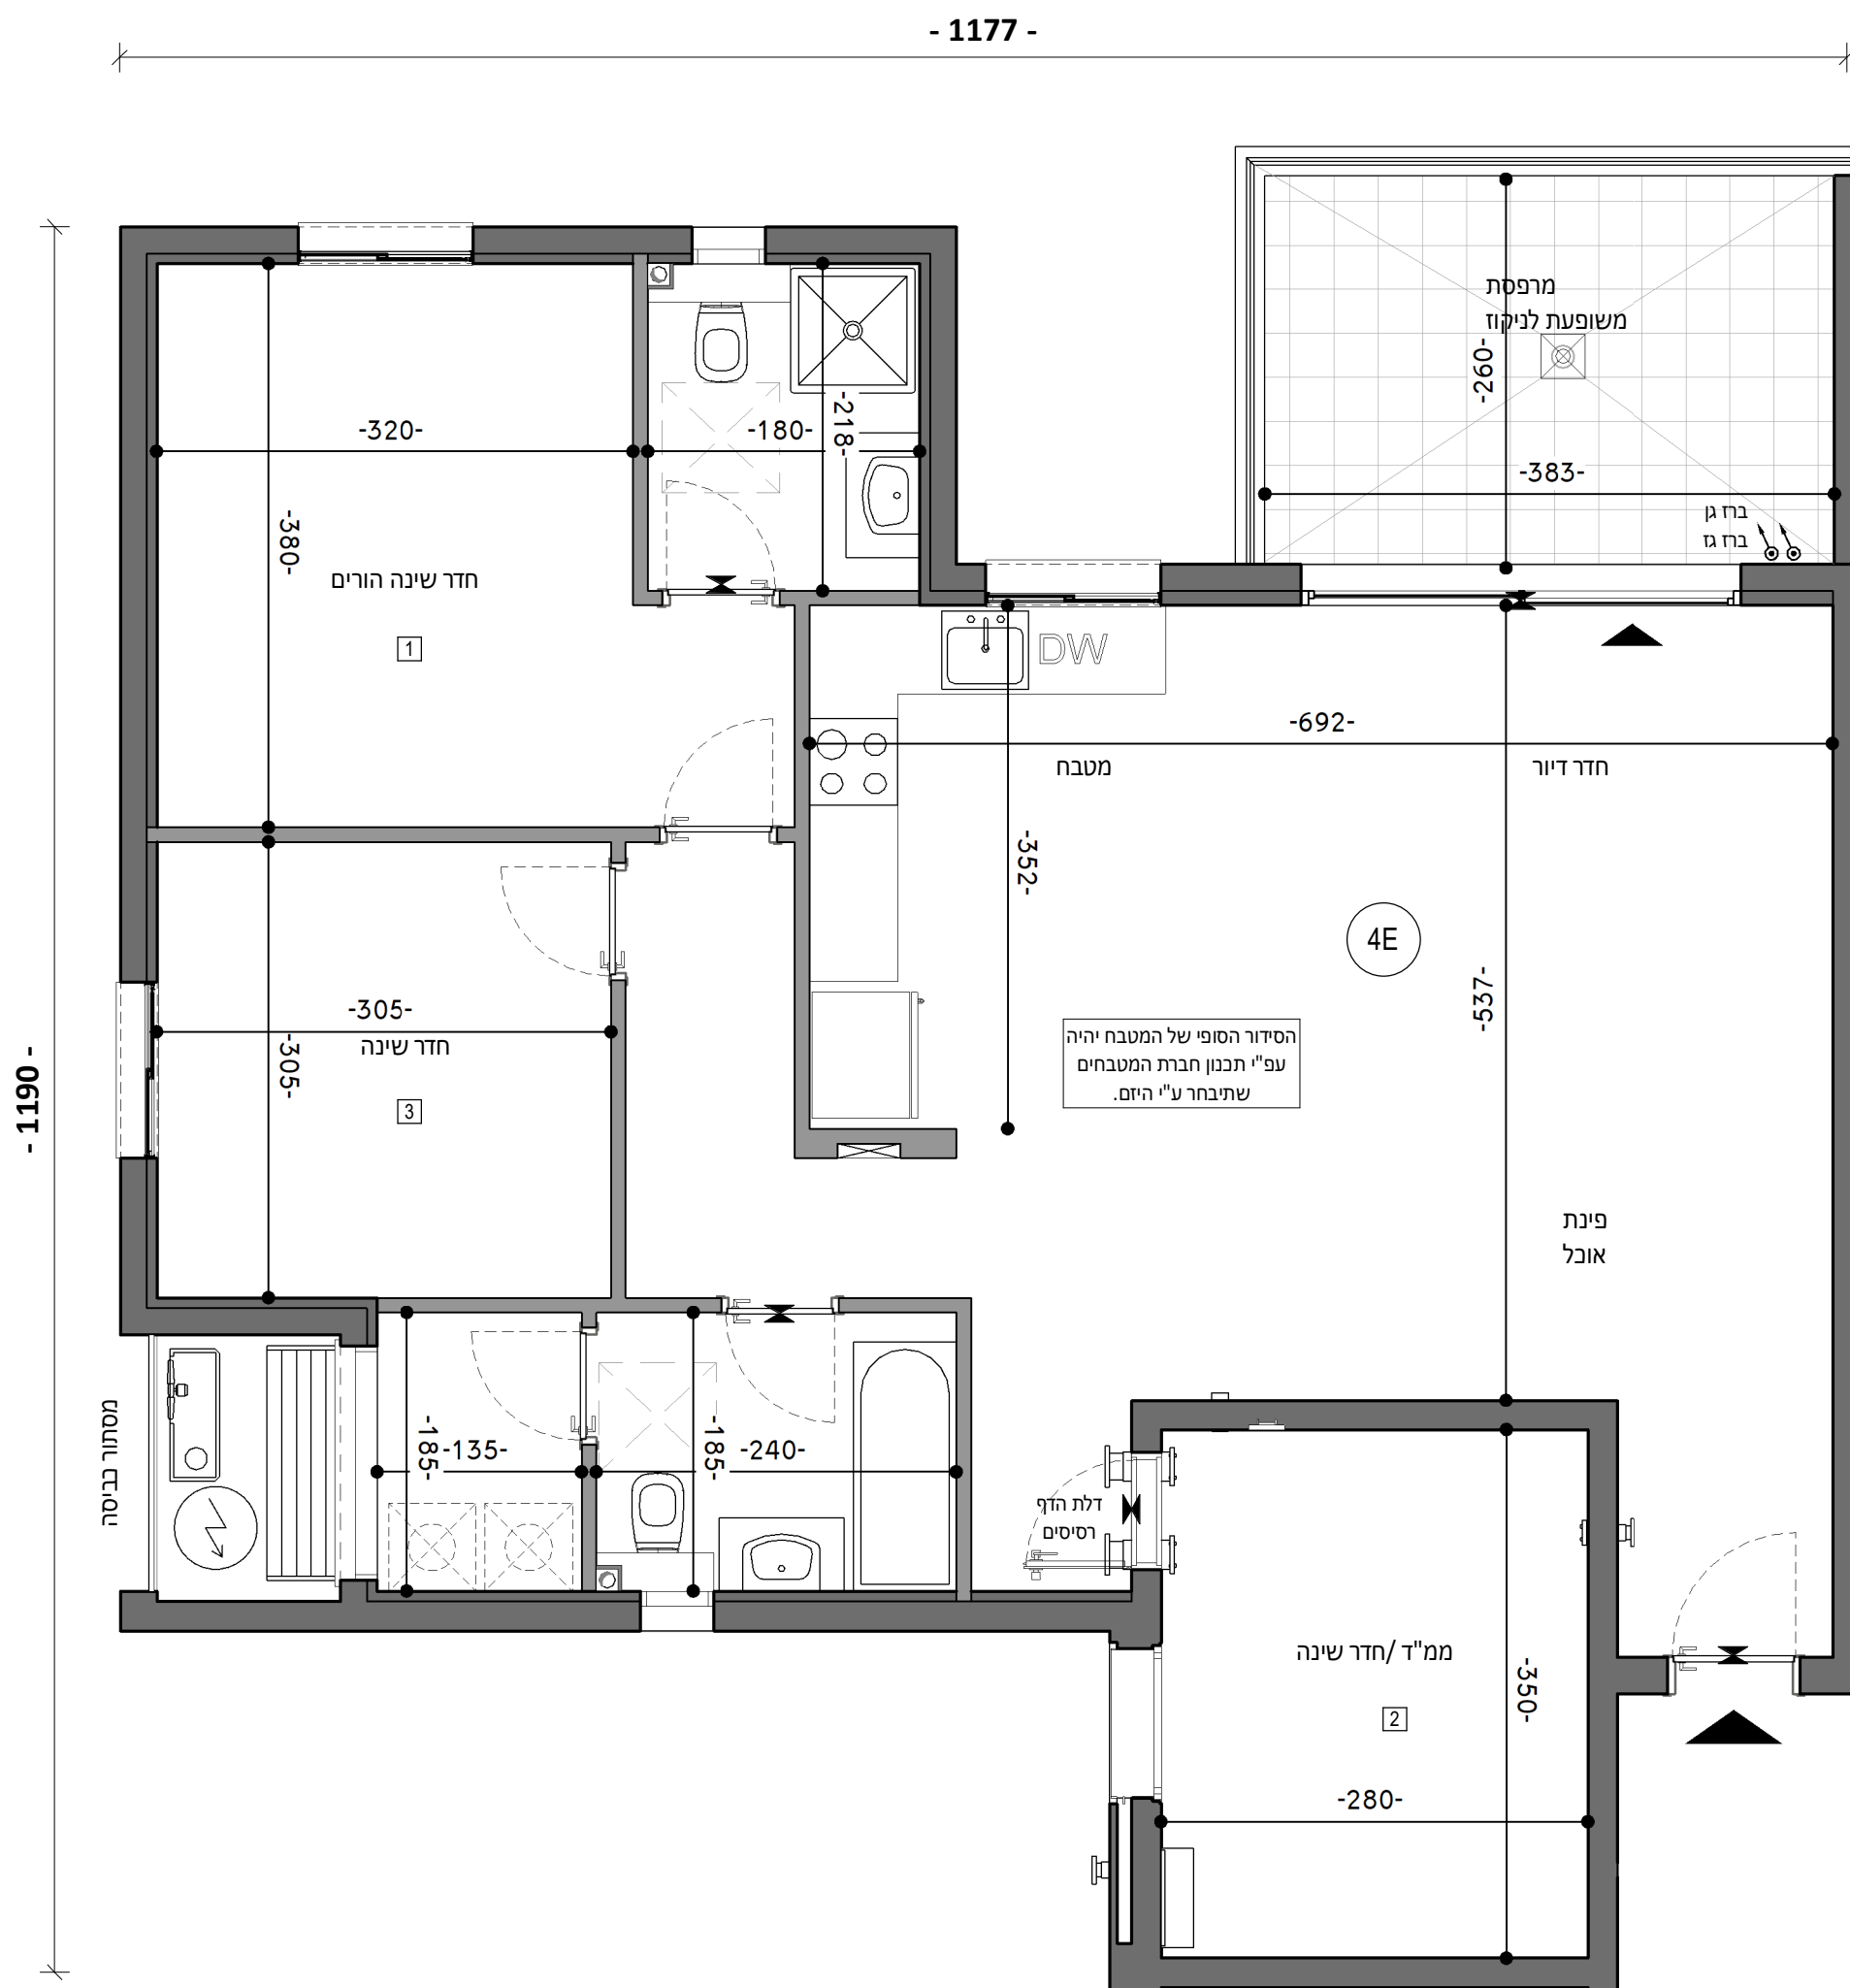 - 1177 -
מרפסת
משופעת לניקוז
-260-
-383-
ברז גן
ברז גז
-320-
-180-
-218-
-380-
חדר שינה הורים
1
DW
-692-
מטבח
חדר דיור
-352-
4E
-537-
-305-
חדר שינה
-305-
3
הסידור הסופי של המטבח יהיה
עפ"י תכנון חברת המטבחים
שתיבחר ע"י היזם.
- 1190 -
פינת
אוכל
מסתור כביסה
-185-
-135-
-185-
-240-
דלת הדף
רסיסים
ממ"ד /חדר שינה
-350-
2
-280-